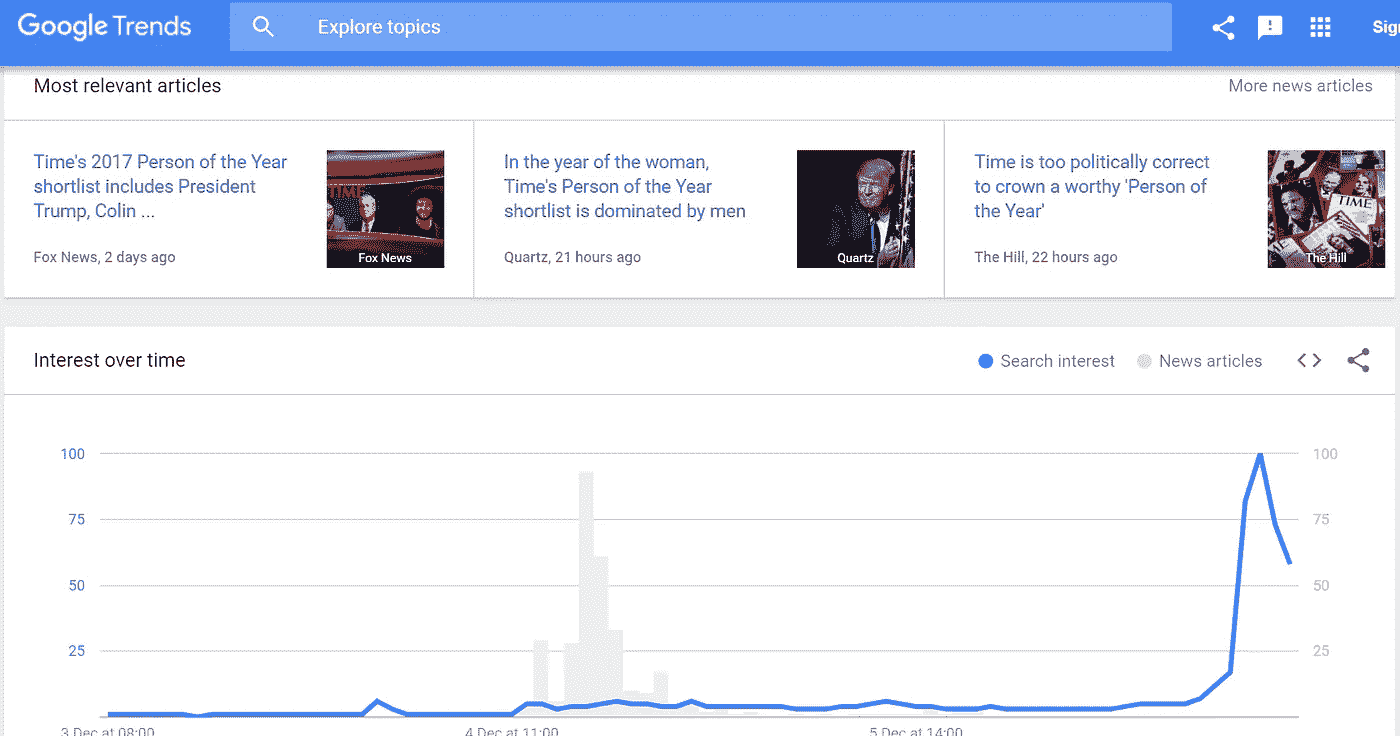 Google Trends
Explore topics
Sig
Most relevant articles
More news articles
Time's 2017 Person of the Year
shortlist includes President
Trump, Colin ...
Fox News, 2 days ago
TIME
Fox News
In the year of the woman,
Time's Person of the Year
shortlist is dominated by men
Quartz, 21 hours ago
Quartz
Time is too politically correct
to crown a worthy 'Person of
the Year'
The Hill, 22 hours ago
TIME
The Hill
Interest over time
Search interest
News articles
100
75
50
25
100
75
50
25
3 Dec at 08:00
4 Dec at 11:00
5 Dec at 14:00